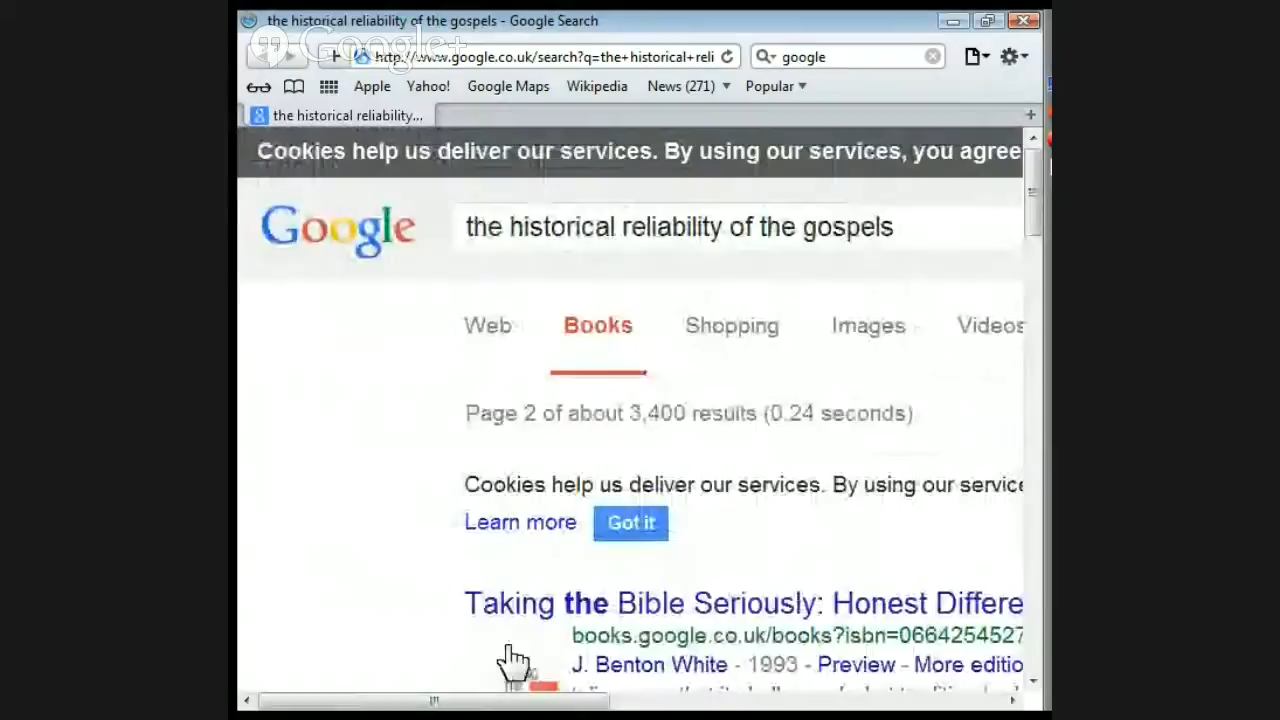 the historical reliability of the gospels - Google Search
Google+
http://www.google.co.uk/search?q=the+historical+reli
google
Apple Yahoo! Google Maps Wikipedia News (271) Popular
the historical reliability...
Cookies help us deliver our services. By using our services, you agree
Google
the historical reliability of the gospels
Web Books Shopping Images Videos
Page 2 of about 3,400 results (0.24 seconds)
Cookies help us deliver our services. By using our service
Learn more Got it
Taking the Bible Seriously: Honest Differe
books.google.co.uk/books?isbn=0664254527
J. Benton White - 1993 - Preview - More editio